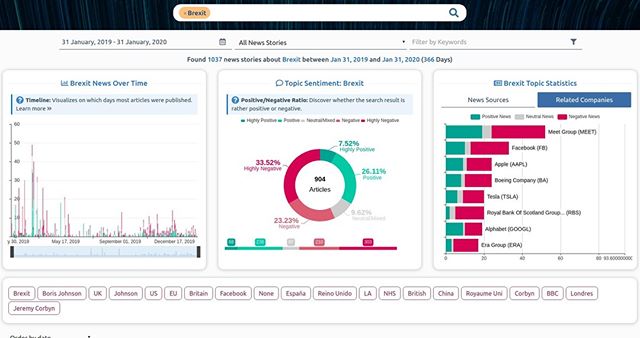 Brexit
31 January, 2019 - 31 January, 2020
All News Stories
Filter by Keywords
Found 1037 news stories about Brexit between Jan 31, 2019 and Jan 31, 2020 (366 Days)
Brexit News Over Time
Timeline: Visualizes on which days most articles were published.
Learn more »
60
50
40
30
20
10
y 30, 2019
May 17, 2019
September 01, 2019
December 17, 2019
Topic Sentiment: Brexit
Positive/Negative Ratio: Discover whether the search result is
rather positive or negative.
Highly Positive
Positive
Neutral/Mixed
Negative
Highly Negative
7.52%
Highly Positive
33.52%
Highly Negative
26.11%
Positive
904
Articles
9.62%
Neutral/Mixed
23.23%
Negative
68
236
87
210
303
Brexit Topic Statistics
News Sources
Related Companies
Positive News
Neutral News
Negative News
Meet Group (MEET)
Facebook (FB)
Apple (AAPL)
Boeing Company (BA)
Tesla (TSLA)
Royal Bank Of Scotland Group... (RBS)
Alphabet (GOOGL)
Era Group (ERA)
0
20
40
60
80
Brexit
Boris Johnson
UK
Johnson
US
EU
Britain
Facebook
None
España
Reino Unido
LA
NHS
British
China
Royaume Uni
Corbyn
BBC
Londres
Jeremy Corbyn
Order by date